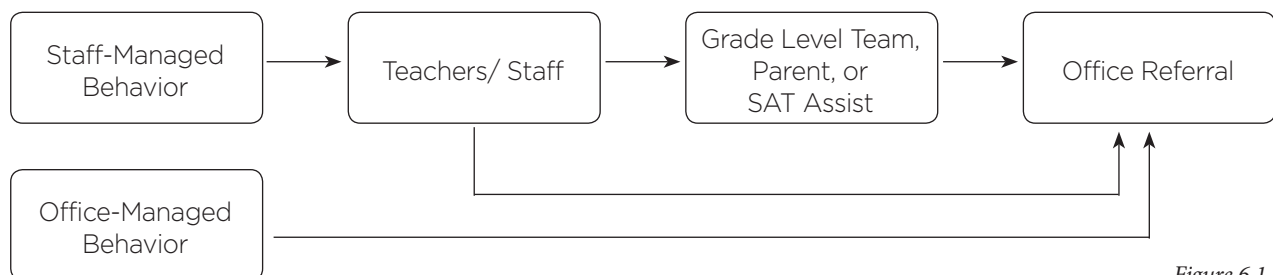 Staff-Managed
Behavior
Teachers/ Staff
Grade Level Team,
Parent, or
SAT Assist
Office Referral
Office-Managed
Behavior
Figure 6.1